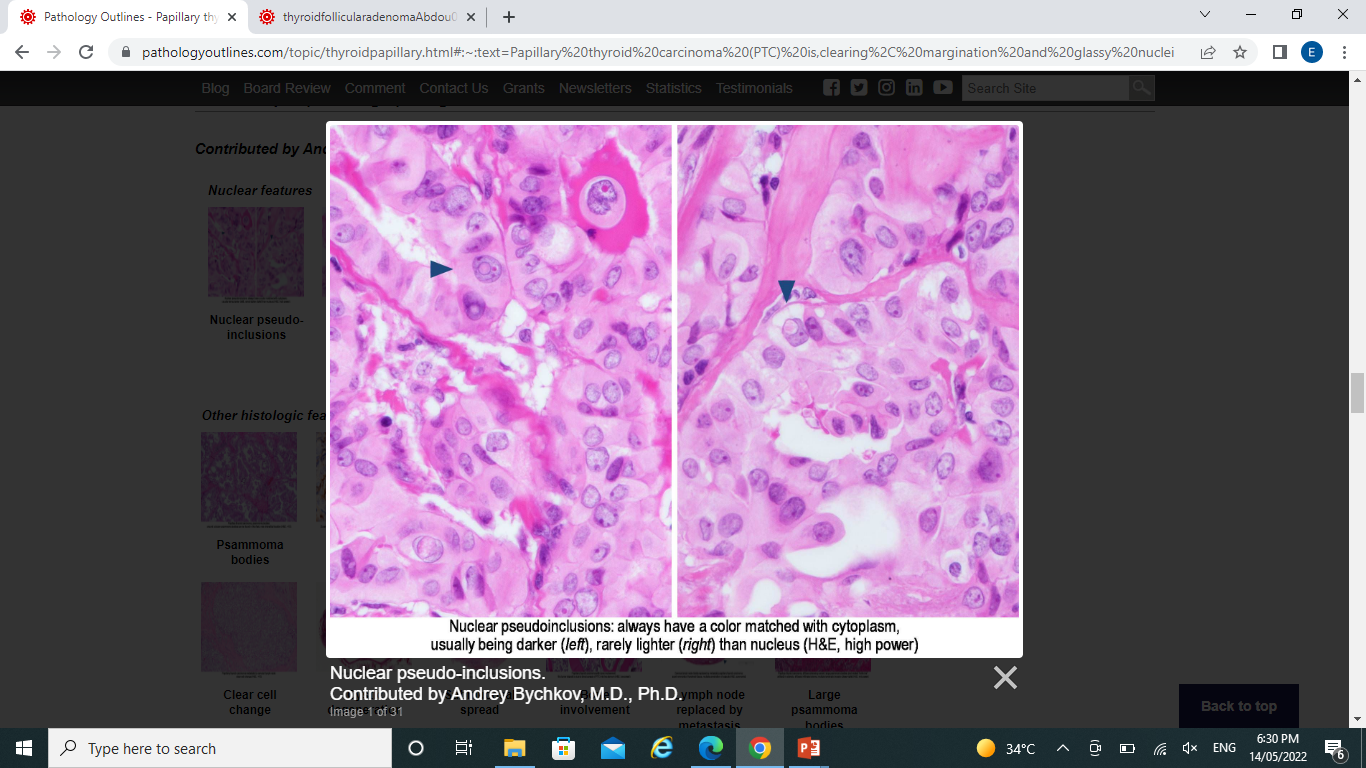 Pathology Outlines - Papillary thy
thyroidfollicularadenomaAbdou0
pathologyoutlines.com/topic/thyroidpapillary.html#:~:text=Papillary%20thyroid%20carcinoma%20(PTC)%20is,clearing%2C%20margination%20and%20glassy%20nuclei
E
Blog Board Review Comment Contact Us Grants Newsletters Statistics Testimonials
Search Site
Contributed by An
Nuclear features
Nuclear pseudo-
inclusions
Other histologic fea
Psammoma
bodies
Nuclear pseudoinclusions: always have a color matched with cytoplasm,
usually being darker (left), rarely lighter (right) than nucleus (H&E, high power)
Nuclear pseudo-inclusions.
Contributed by Andrey Bychkov, M.D., Ph.D.
Image 1 of 31
Clear cell
change
spread
involvement
lymph node
replaced by
metastasis
Large
psammoma
bodies
Back to top
Type here to search
34°C
ENG
6:30 PM
14/05/2022
6